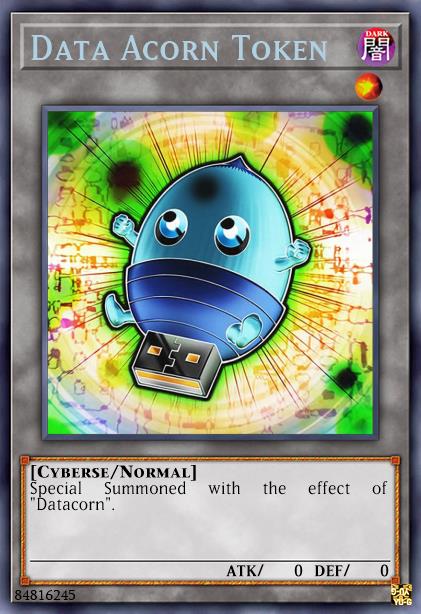 DATA ACORN TOKEN
DARK
闇
[CYBERSE/NORMAL]
Special Summoned with the effect of
"Datacorn".
ATK/ 0 DEF/ 0
84816245